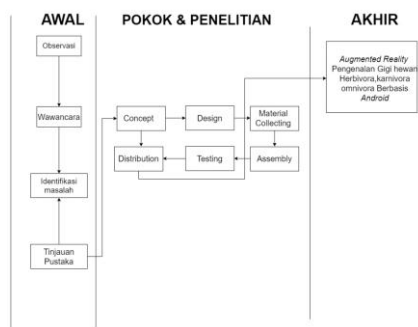 AWAL
POKOK & PENELITIAN
AKHIR
Observasi
Wawancara
Identifikasi
masalah
Tinjauan
Pustaka
Concept
Design
Material
Collecting
Distribution
Testing
Assembly
Augmented Reality
Pengenalan Gigi hewan
Herbivora,karnivora
omnivora Berbasis
Android